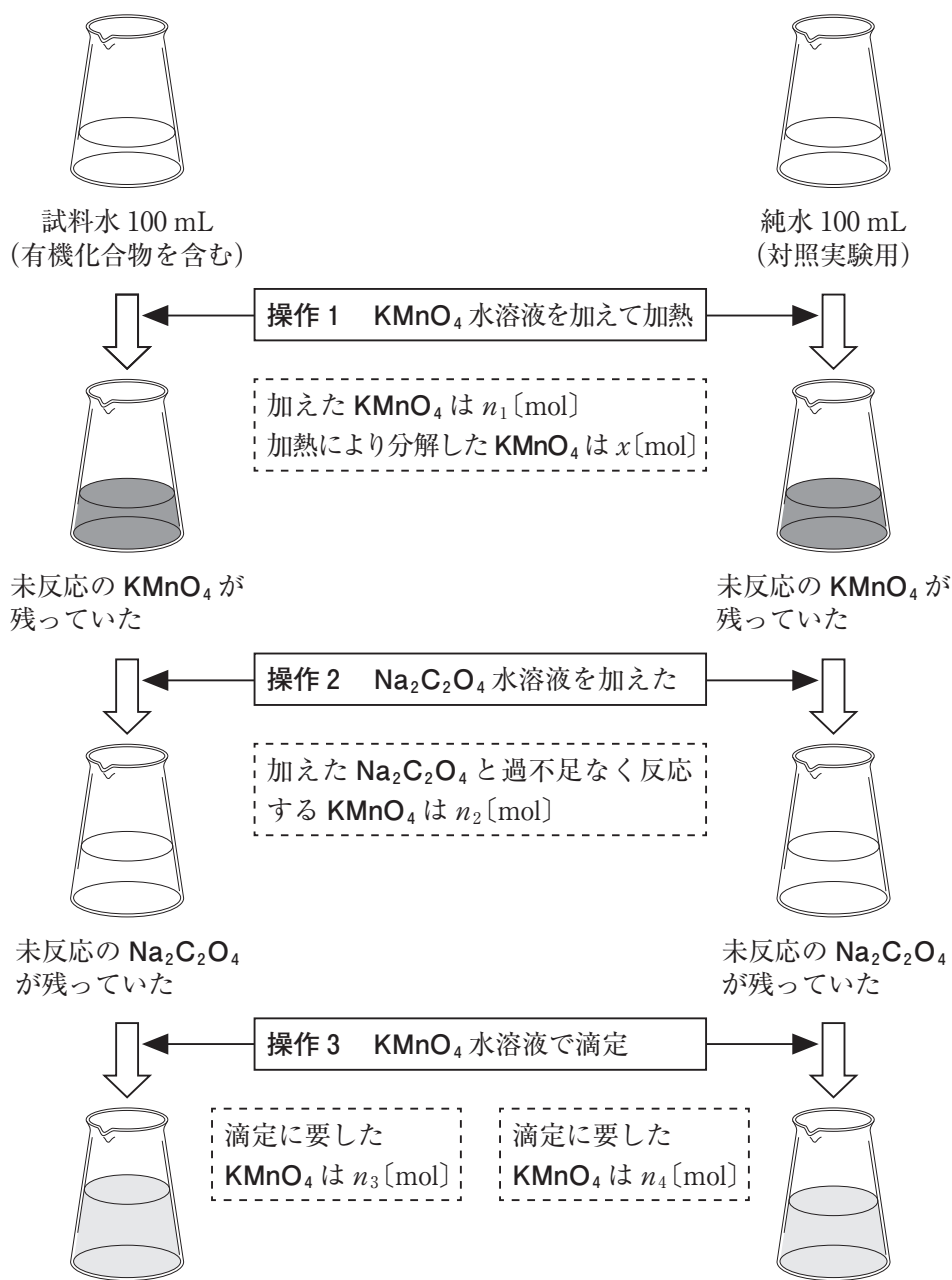 試料水 100 mL
(有機化合物を含む)
純水 100 mL
(対照実験用)
操作 1 KMnO₄ 水溶液を加えて加熱
加えた KMnO₄ は n₁〔mol〕
加熱により分解した KMnO₄ は x〔mol〕
未反応の KMnO₄ が
残っていた
未反応の KMnO₄ が
残っていた
操作 2 Na₂C₂O₄ 水溶液を加えた
加えた Na₂C₂O₄ と過不足なく反応
する KMnO₄ は n₂〔mol〕
未反応の Na₂C₂O₄
が残っていた
未反応の Na₂C₂O₄
が残っていた
操作 3 KMnO₄ 水溶液で滴定
滴定に要した
KMnO₄ は n₃〔mol〕
滴定に要した
KMnO₄ は n₄〔mol〕